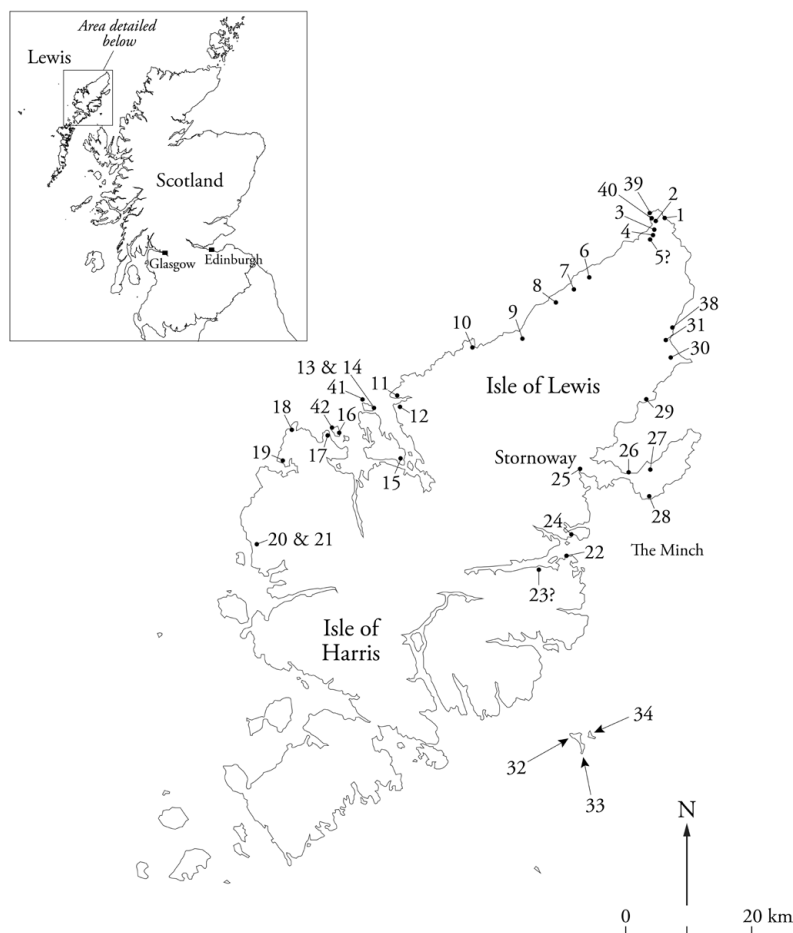 Area detailed
below
Lewis
Scotland
Glasgow
Edinburgh
39
40
2
3
1
4
5?
6
7
8
9
10
38
31
30
Isle of Lewis
13 & 14
41
11
12
29
18
42
16
17
19
15
Stornoway
25
26
27
28
20 & 21
24
The Minch
22
23?
Isle of
Harris
34
32
33
N
0
20 km